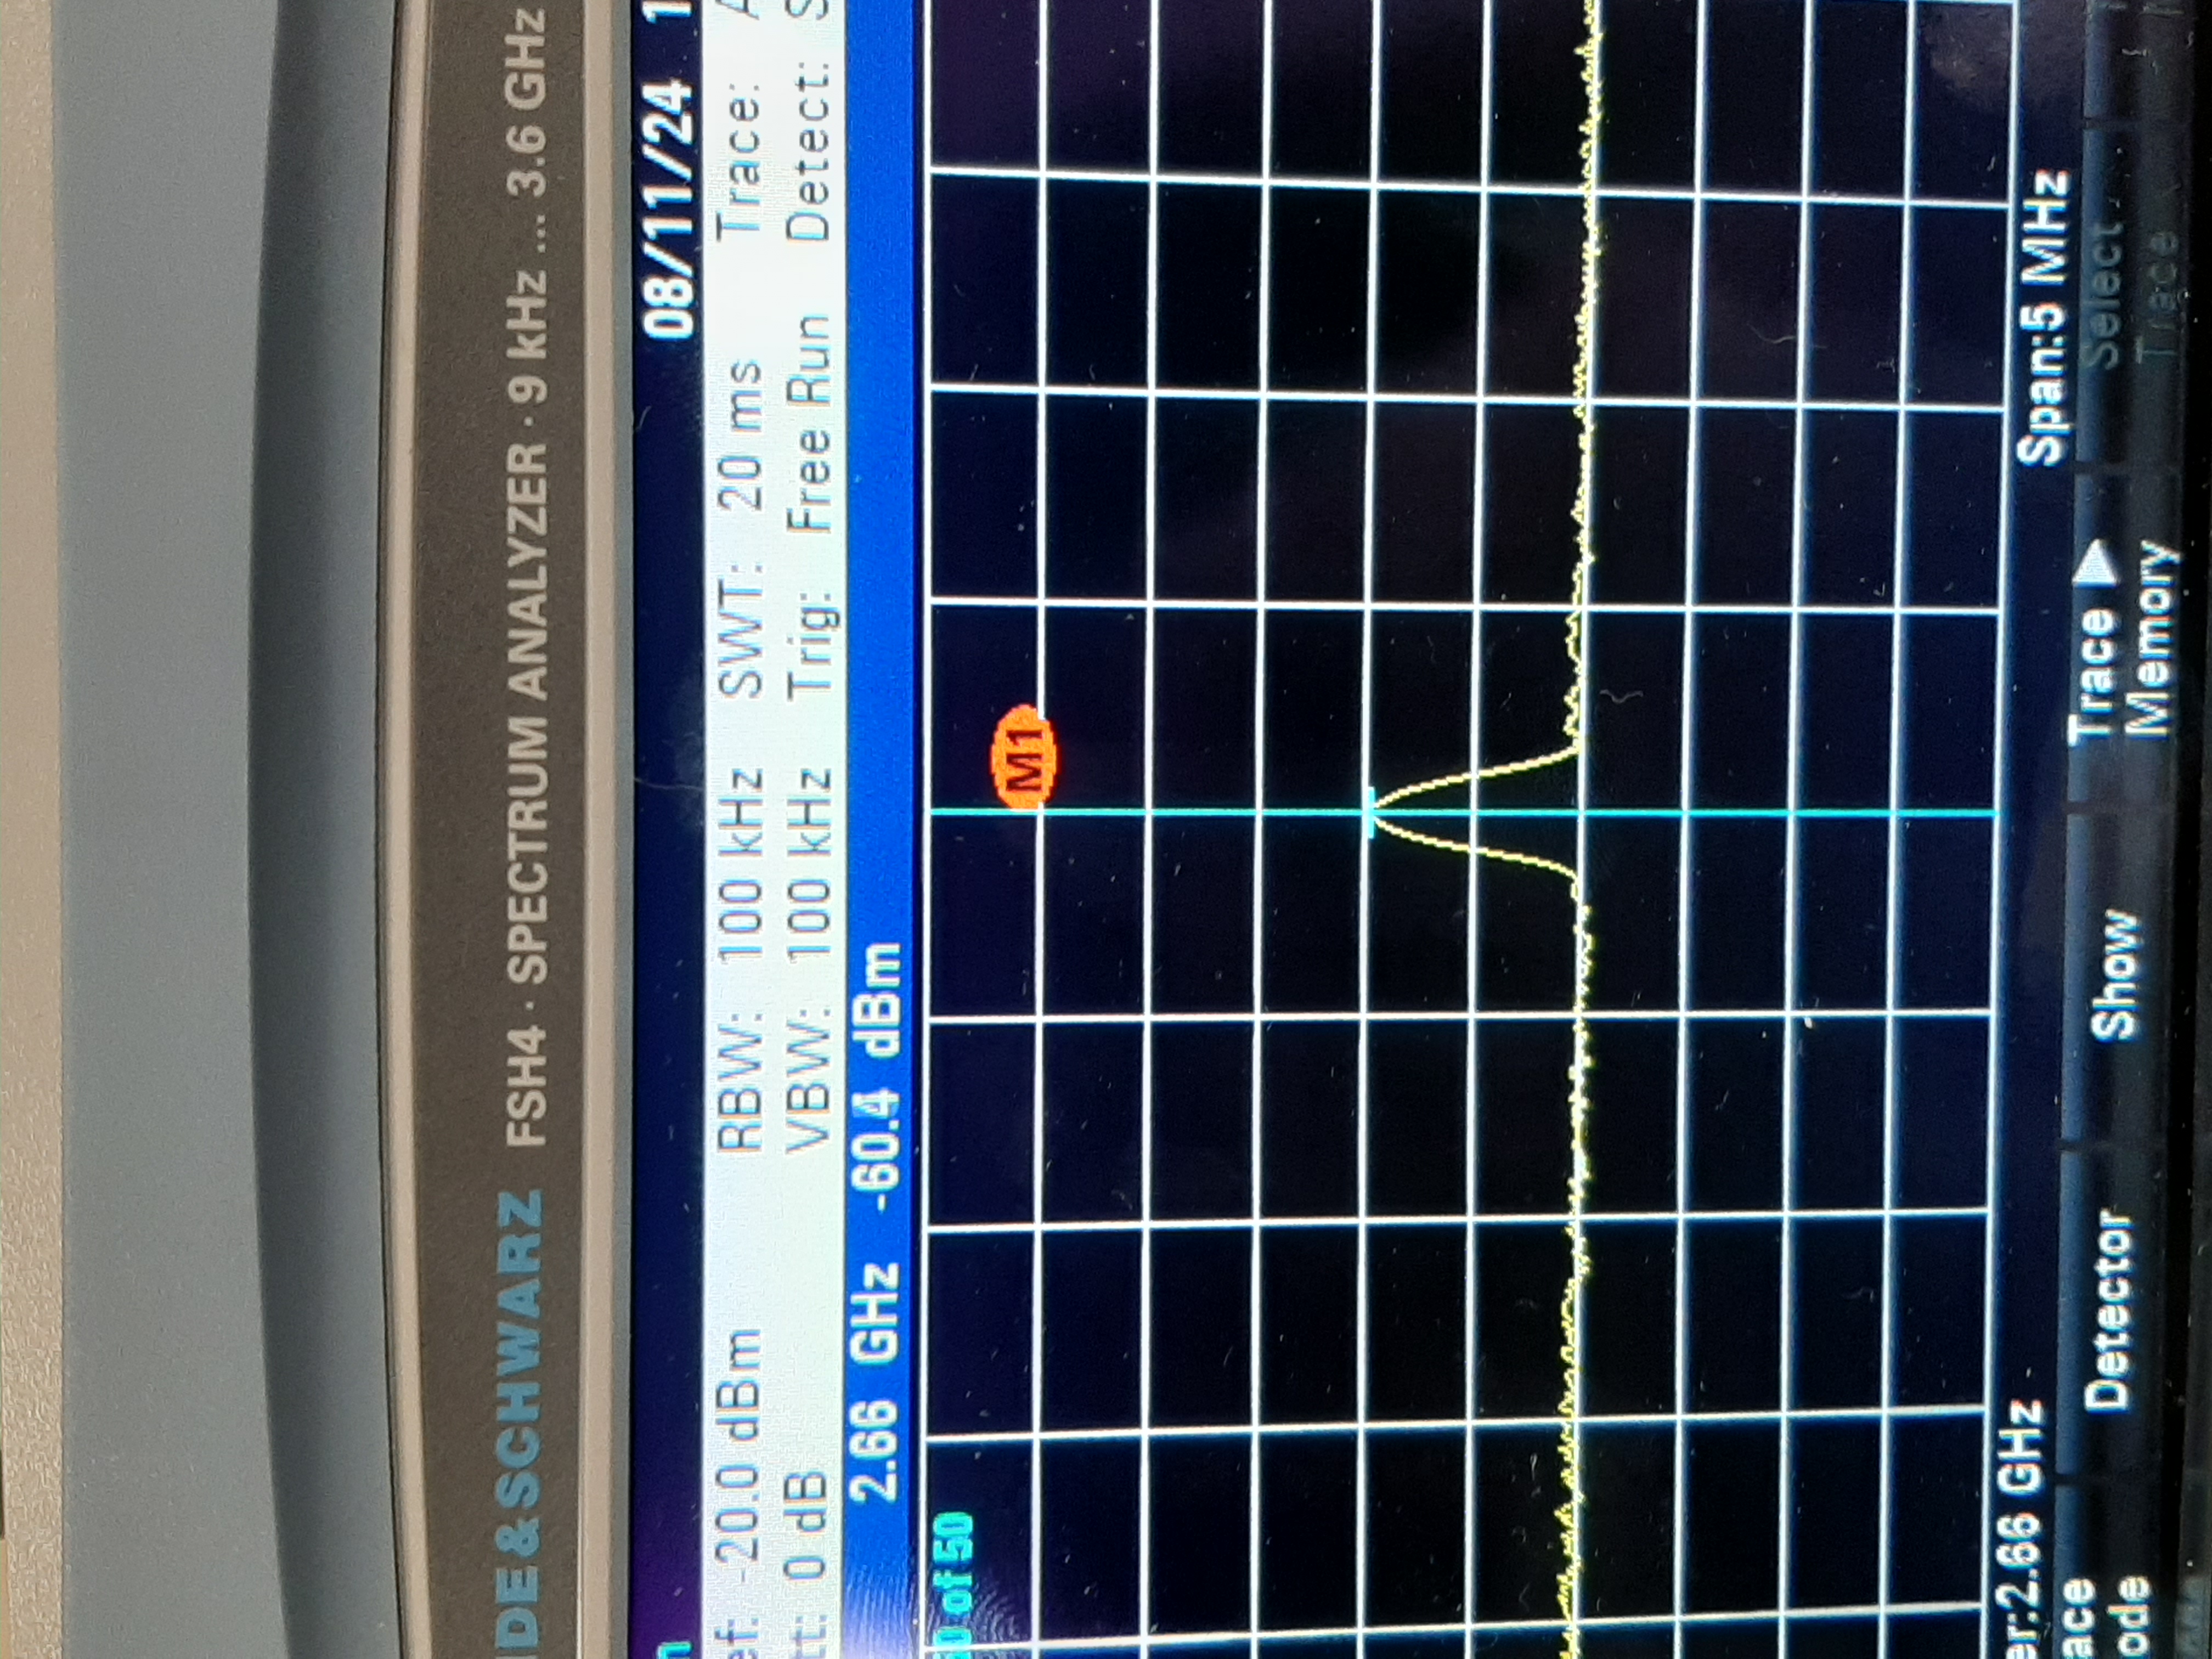 DE&SCHWARZ FSH4 · SPECTRUM ANALYZER · 9 kHz ... 3.6 GHz
08/11/24 1
ef: -20.0 dBm RBW: 100 kHz SWT: 20 ms Trace: A
tt: 0 dB VBW: 100 kHz Trig: Free Run Detect: S
2.66 GHz -60.4 dBm
of 50
M1
er:2.66 GHz Span:5 MHz
ace Detector Show Trace Select
ode Memory Trace